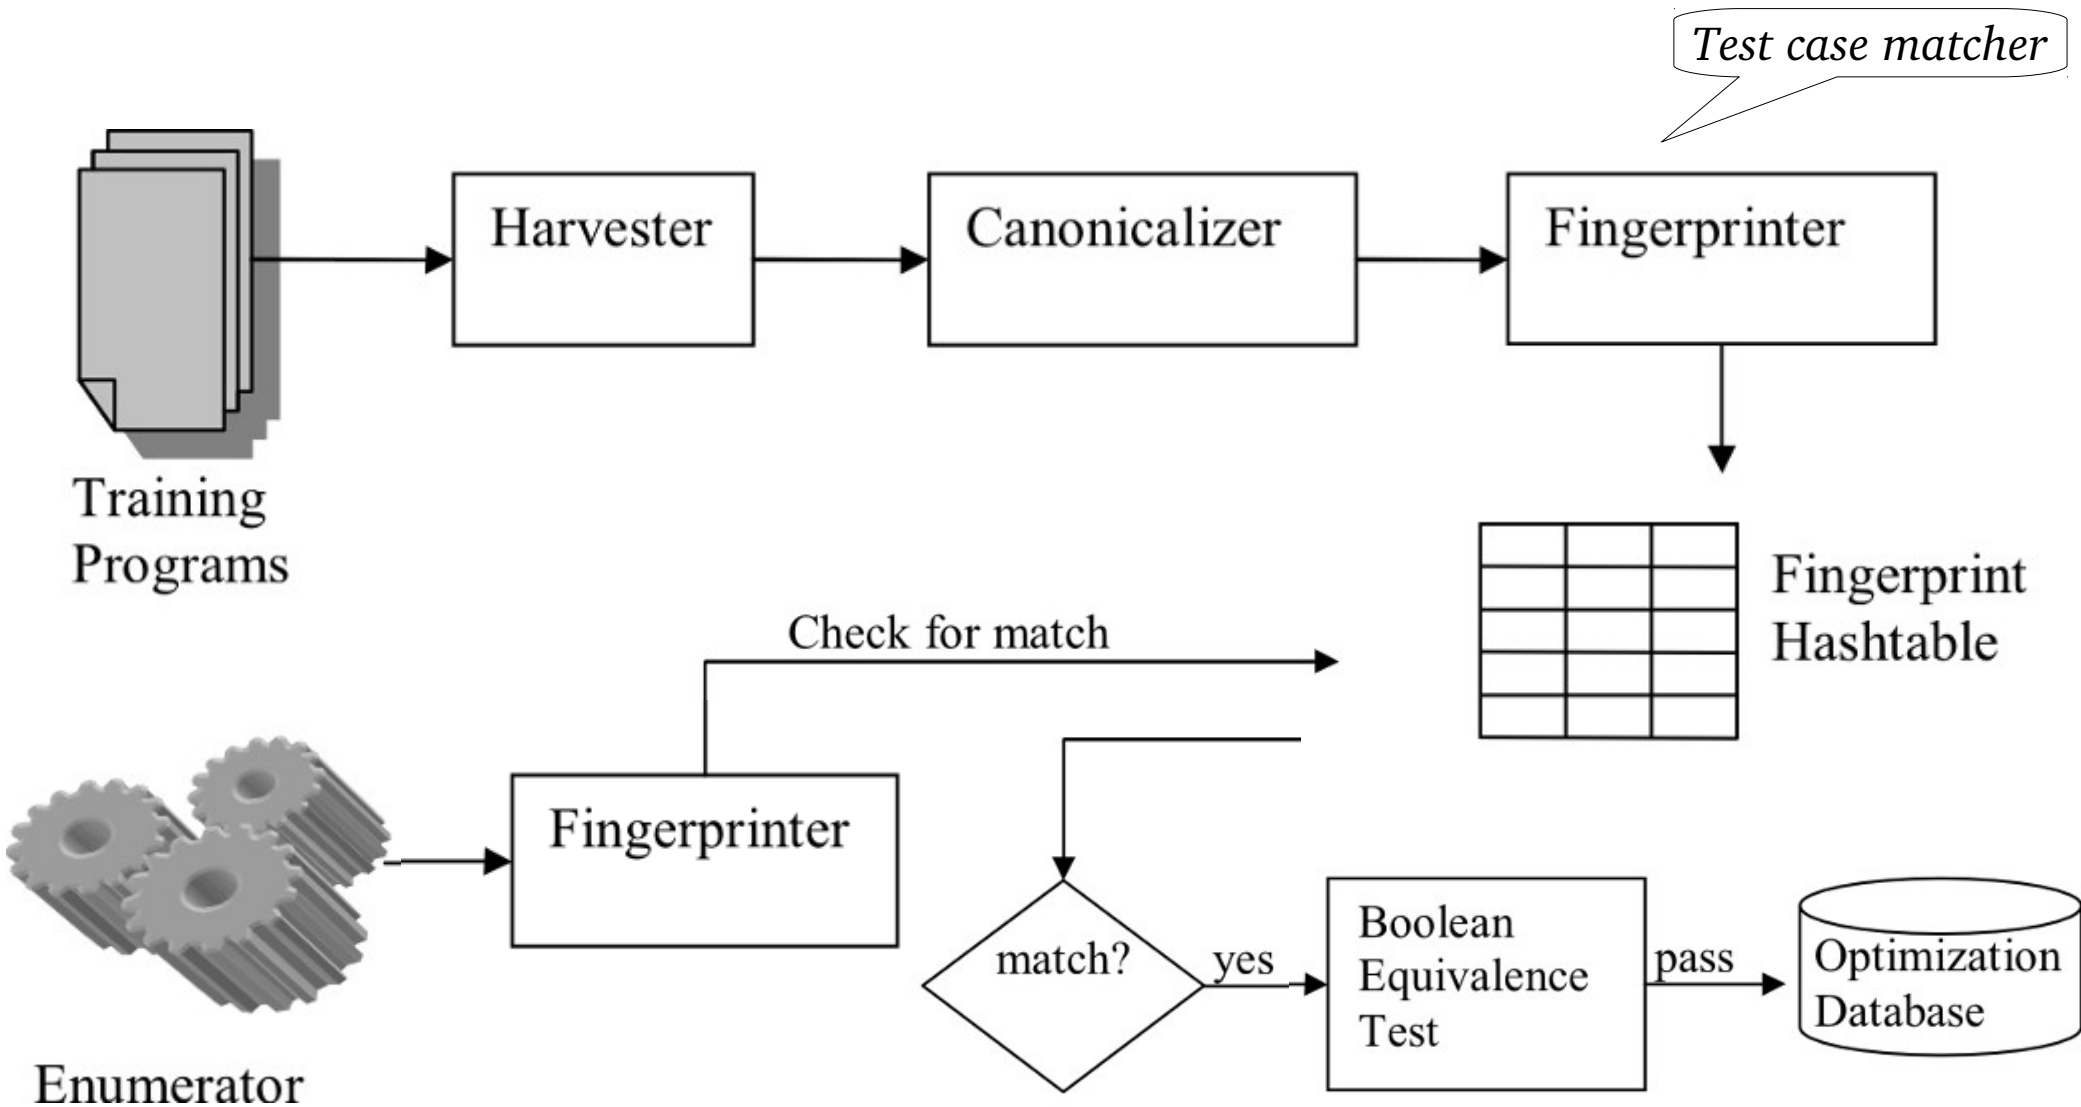 Test case matcher
Harvester
Canonicalizer
Fingerprinter
Training
Programs
Fingerprint
Hashtable
Check for match
Fingerprinter
Enumerator
match?
yes
Boolean
Equivalence
Test
pass
Optimization
Database